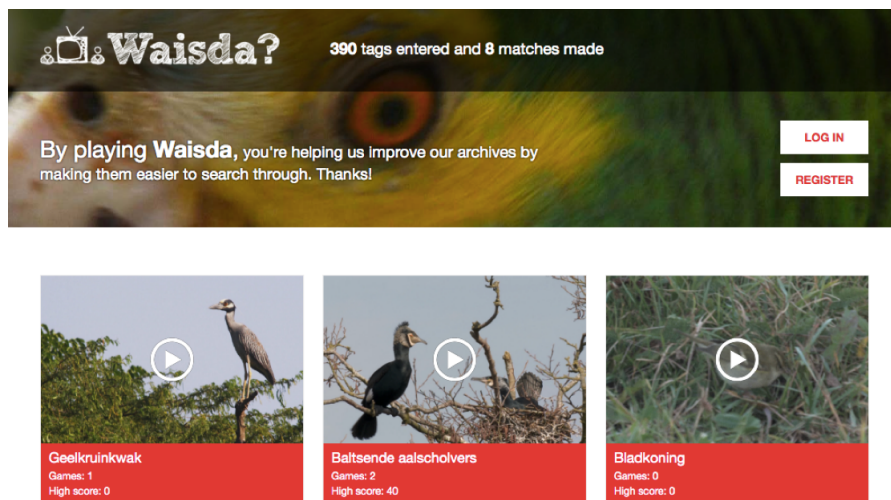 Waisda?
390 tags entered and 8 matches made
By playing Waisda, you're helping us improve our archives by
making them easier to search through. Thanks!
LOG IN
REGISTER
Geelkruinkwak
Games: 1
High score: 0
Baltsende aalscholvers
Games: 2
High score: 40
Bladkoning
Games: 0
High score: 0